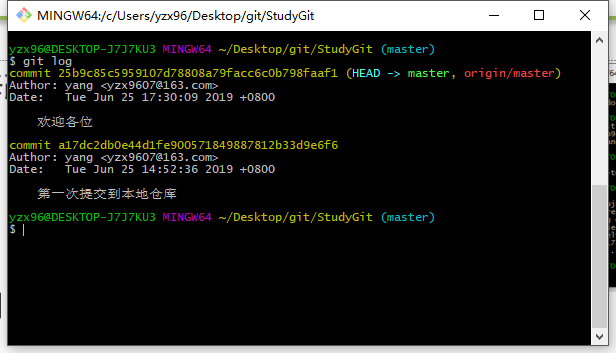 MINGW64:/c/Users/yzx96/Desktop/git/StudyGit
yzx96@DESKTOP-J7J7KU3 MINGW64 ~/Desktop/git/StudyGit (master)
$ git log
commit 25b9c85c5959107d78808a79facc6c0b798faaf1 (HEAD -> master, origin/master)
Author: yang <yzx9607@163.com>
Date:   Tue Jun 25 17:30:09 2019 +0800
欢迎各位
commit a17dc2db0e44d1fe900571849887812b33d9e6f6
Author: yang <yzx9607@163.com>
Date:   Tue Jun 25 14:52:36 2019 +0800
第一次提交到本地仓库
yzx96@DESKTOP-J7J7KU3 MINGW64 ~/Desktop/git/StudyGit (master)
$